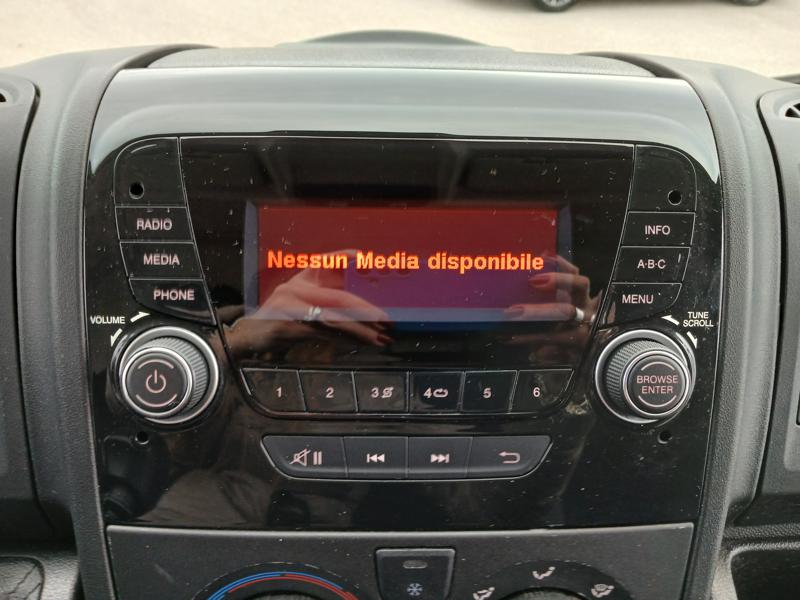 RADIO
INFO
MEDIA
Nessun Media disponibile
A·B·C
PHONE
MENU
VOLUME
TUNE
SCROLL
BROWSE
ENTER
1 2 3 4 5 6